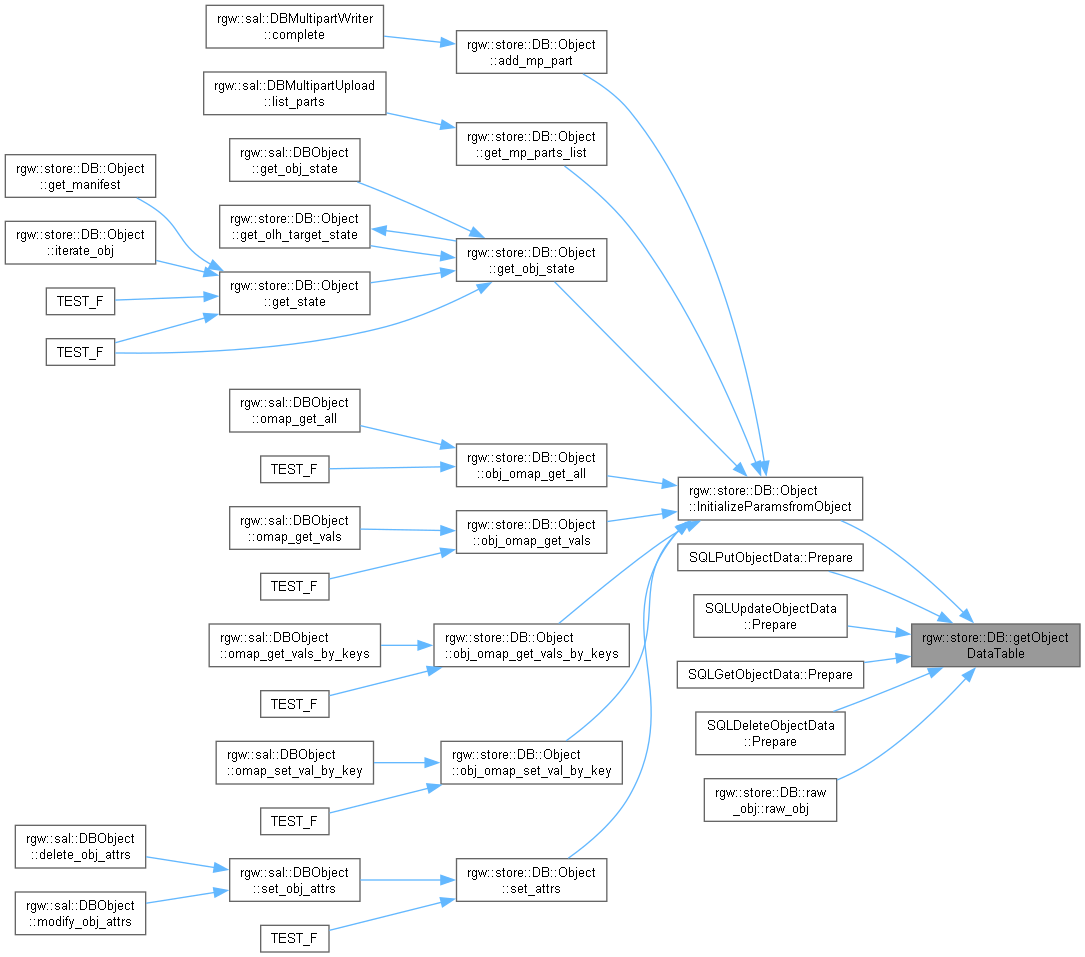 rgw::sal::DBMultipartWriter
::complete
rgw::store::DB::Object
::add_mp_part
rgw::sal::DBMultipartUpload
::list_parts
rgw::store::DB::Object
::get_mp_parts_list
rgw::sal::DBObject
::get_obj_state
rgw::store::DB::Object
::get_manifest
rgw::store::DB::Object
::get_olh_target_state
rgw::store::DB::Object
::iterate_obj
rgw::store::DB::Object
::get_obj_state
rgw::store::DB::Object
::get_state
TEST_F
TEST_F
rgw::sal::DBObject
::omap_get_all
rgw::store::DB::Object
::obj_omap_get_all
TEST_F
rgw::store::DB::Object
::InitializeParamsfromObject
rgw::sal::DBObject
::omap_get_vals
rgw::store::DB::Object
::obj_omap_get_vals
SQLPutObjectData::Prepare
TEST_F
SQLUpdateObjectData
::Prepare
rgw::sal::DBObject
::omap_get_vals_by_keys
rgw::store::DB::Object
::obj_omap_get_vals_by_keys
rgw::store::DB::getObject
DataTable
SQLGetObjectData::Prepare
TEST_F
SQLDeleteObjectData
::Prepare
rgw::sal::DBObject
::omap_set_val_by_key
rgw::store::DB::Object
::obj_omap_set_val_by_key
rgw::store::DB::raw
_obj::raw_obj
TEST_F
rgw::sal::DBObject
::delete_obj_attrs
rgw::sal::DBObject
::set_obj_attrs
rgw::store::DB::Object
::set_attrs
rgw::sal::DBObject
::modify_obj_attrs
TEST_F